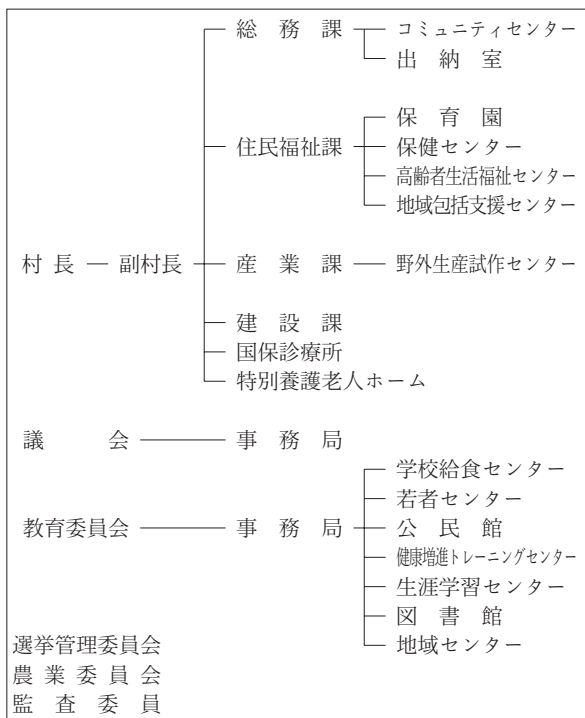 総務課 コミュニティセンター
出納室
保育園
住民福祉課 保健センター
高齢者生活福祉センター
地域包括支援センター
村長 副村長 産業課 野外生産試作センター
建設課
国保診療所
特別養護老人ホーム
議会 事務局
学校給食センター
若者センター
教育委員会 事務局 公民館
健康増進トレーニングセンター
生涯学習センター
図書館
選挙管理委員会 地域センター
農業委員会
監査委員